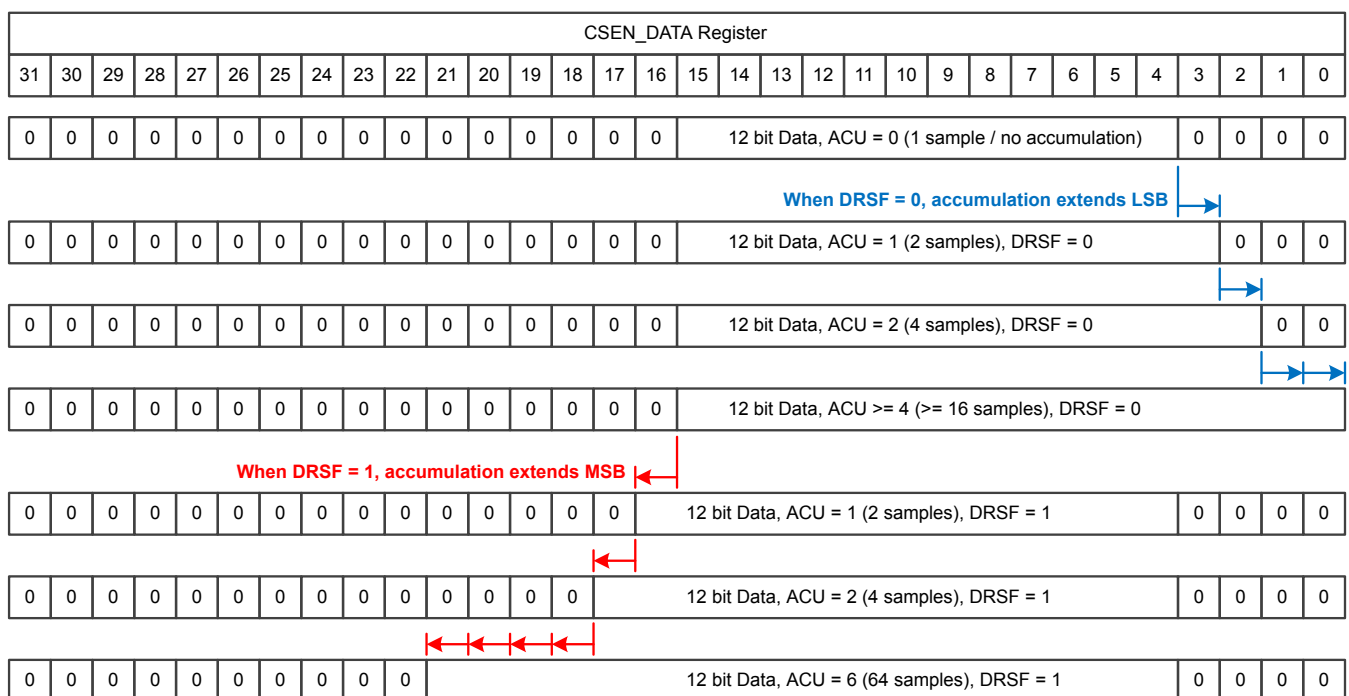 CSEN_DATA Register
31 30 29 28 27 26 25 24 23 22 21 20 19 18 17 16 15 14 13 12 11 10 9 8 7 6 5 4 3 2 1 0
0 0 0 0 0 0 0 0 0 0 0 0 0 0 0 0 12 bit Data, ACU = 0 (1 sample / no accumulation) 0 0 0 0
When DRSF = 0, accumulation extends LSB
0 0 0 0 0 0 0 0 0 0 0 0 0 0 0 0 12 bit Data, ACU = 1 (2 samples), DRSF = 0 0 0 0
0 0 0 0 0 0 0 0 0 0 0 0 0 0 0 0 12 bit Data, ACU = 2 (4 samples), DRSF = 0 0 0
0 0 0 0 0 0 0 0 0 0 0 0 0 0 0 0 12 bit Data, ACU >= 4 (>= 16 samples), DRSF = 0
When DRSF = 1, accumulation extends MSB
0 0 0 0 0 0 0 0 0 0 0 0 0 0 0 12 bit Data, ACU = 1 (2 samples), DRSF = 1 0 0 0 0
0 0 0 0 0 0 0 0 0 0 0 0 0 0 12 bit Data, ACU = 2 (4 samples), DRSF = 1 0 0 0 0
0 0 0 0 0 0 0 0 0 0 12 bit Data, ACU = 6 (64 samples), DRSF = 1 0 0 0 0